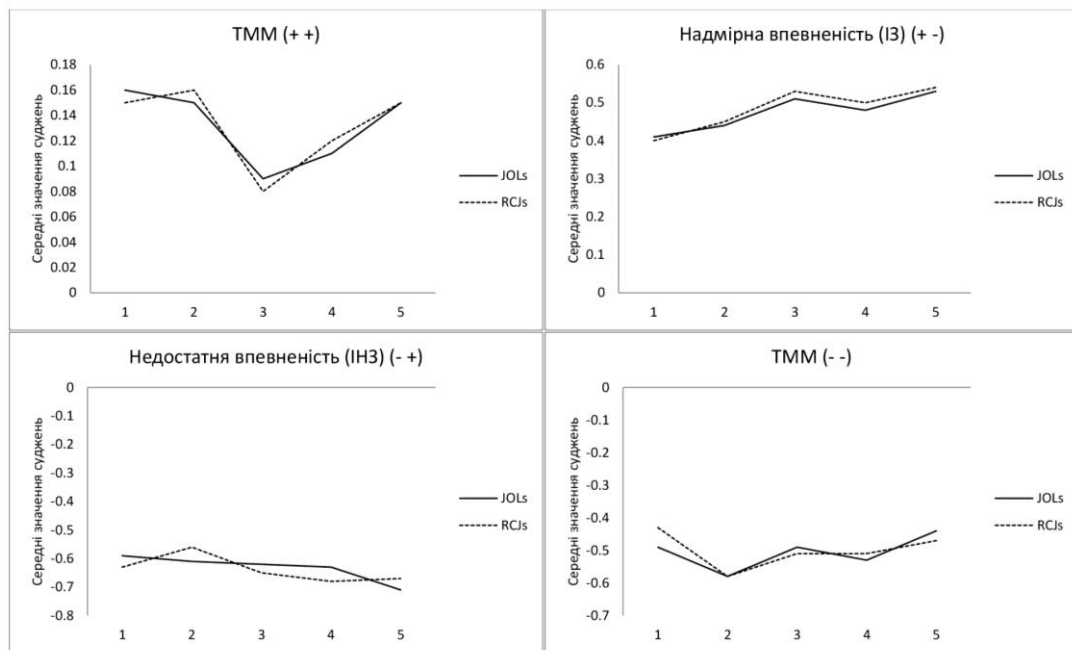 ТММ (+ +)
Середні значення суджень
0.18
0.16
0.14
0.12
0.1
0.08
0.06
0.04
0.02
0
1 2 3 4 5
JOLs
RCJs
Надмірна впевненість (ІЗ) (+ -)
Середні значення суджень
0.6
0.5
0.4
0.3
0.2
0.1
0
1 2 3 4 5
JOLs
RCJs
Недостатня впевненість (ІНЗ) (- +)
Середні значення суджень
0
-0.1
-0.2
-0.3
-0.4
-0.5
-0.6
-0.7
-0.8
1 2 3 4 5
JOLs
RCJs
ТММ (- -)
Середні значення суджень
0
-0.1
-0.2
-0.3
-0.4
-0.5
-0.6
-0.7
1 2 3 4 5
JOLs
RCJs